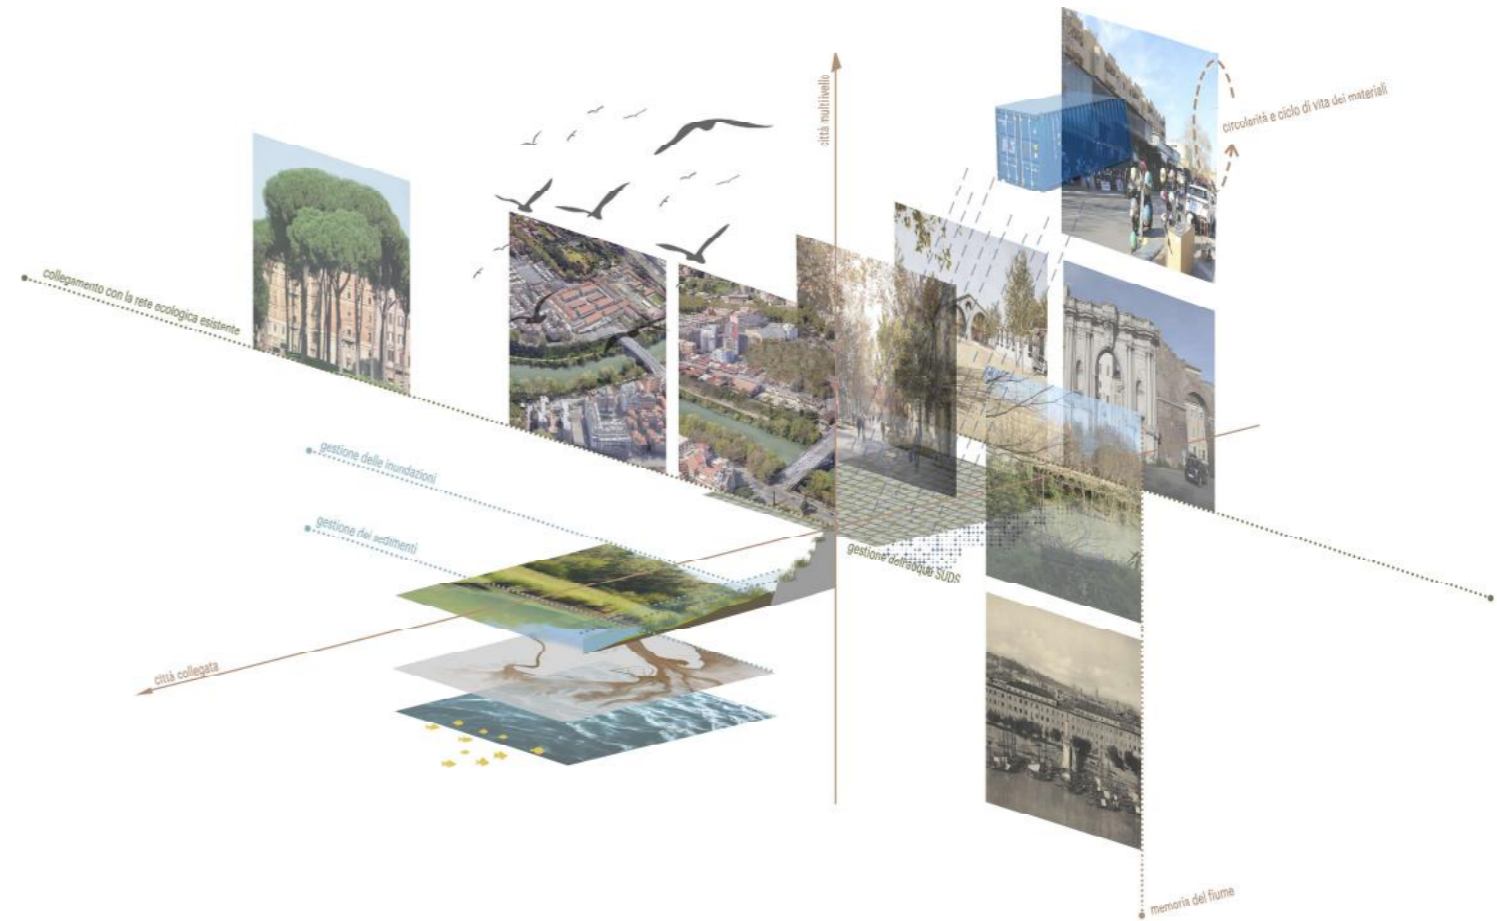 città multilivello
circolarità e ciclo di vita dei materiali
collegamento con la rete ecologica esistente
gestione delle inundazioni
gestione dei sedimenti
gestione dell'acqua SUDS
città collegata
memoria del fiume